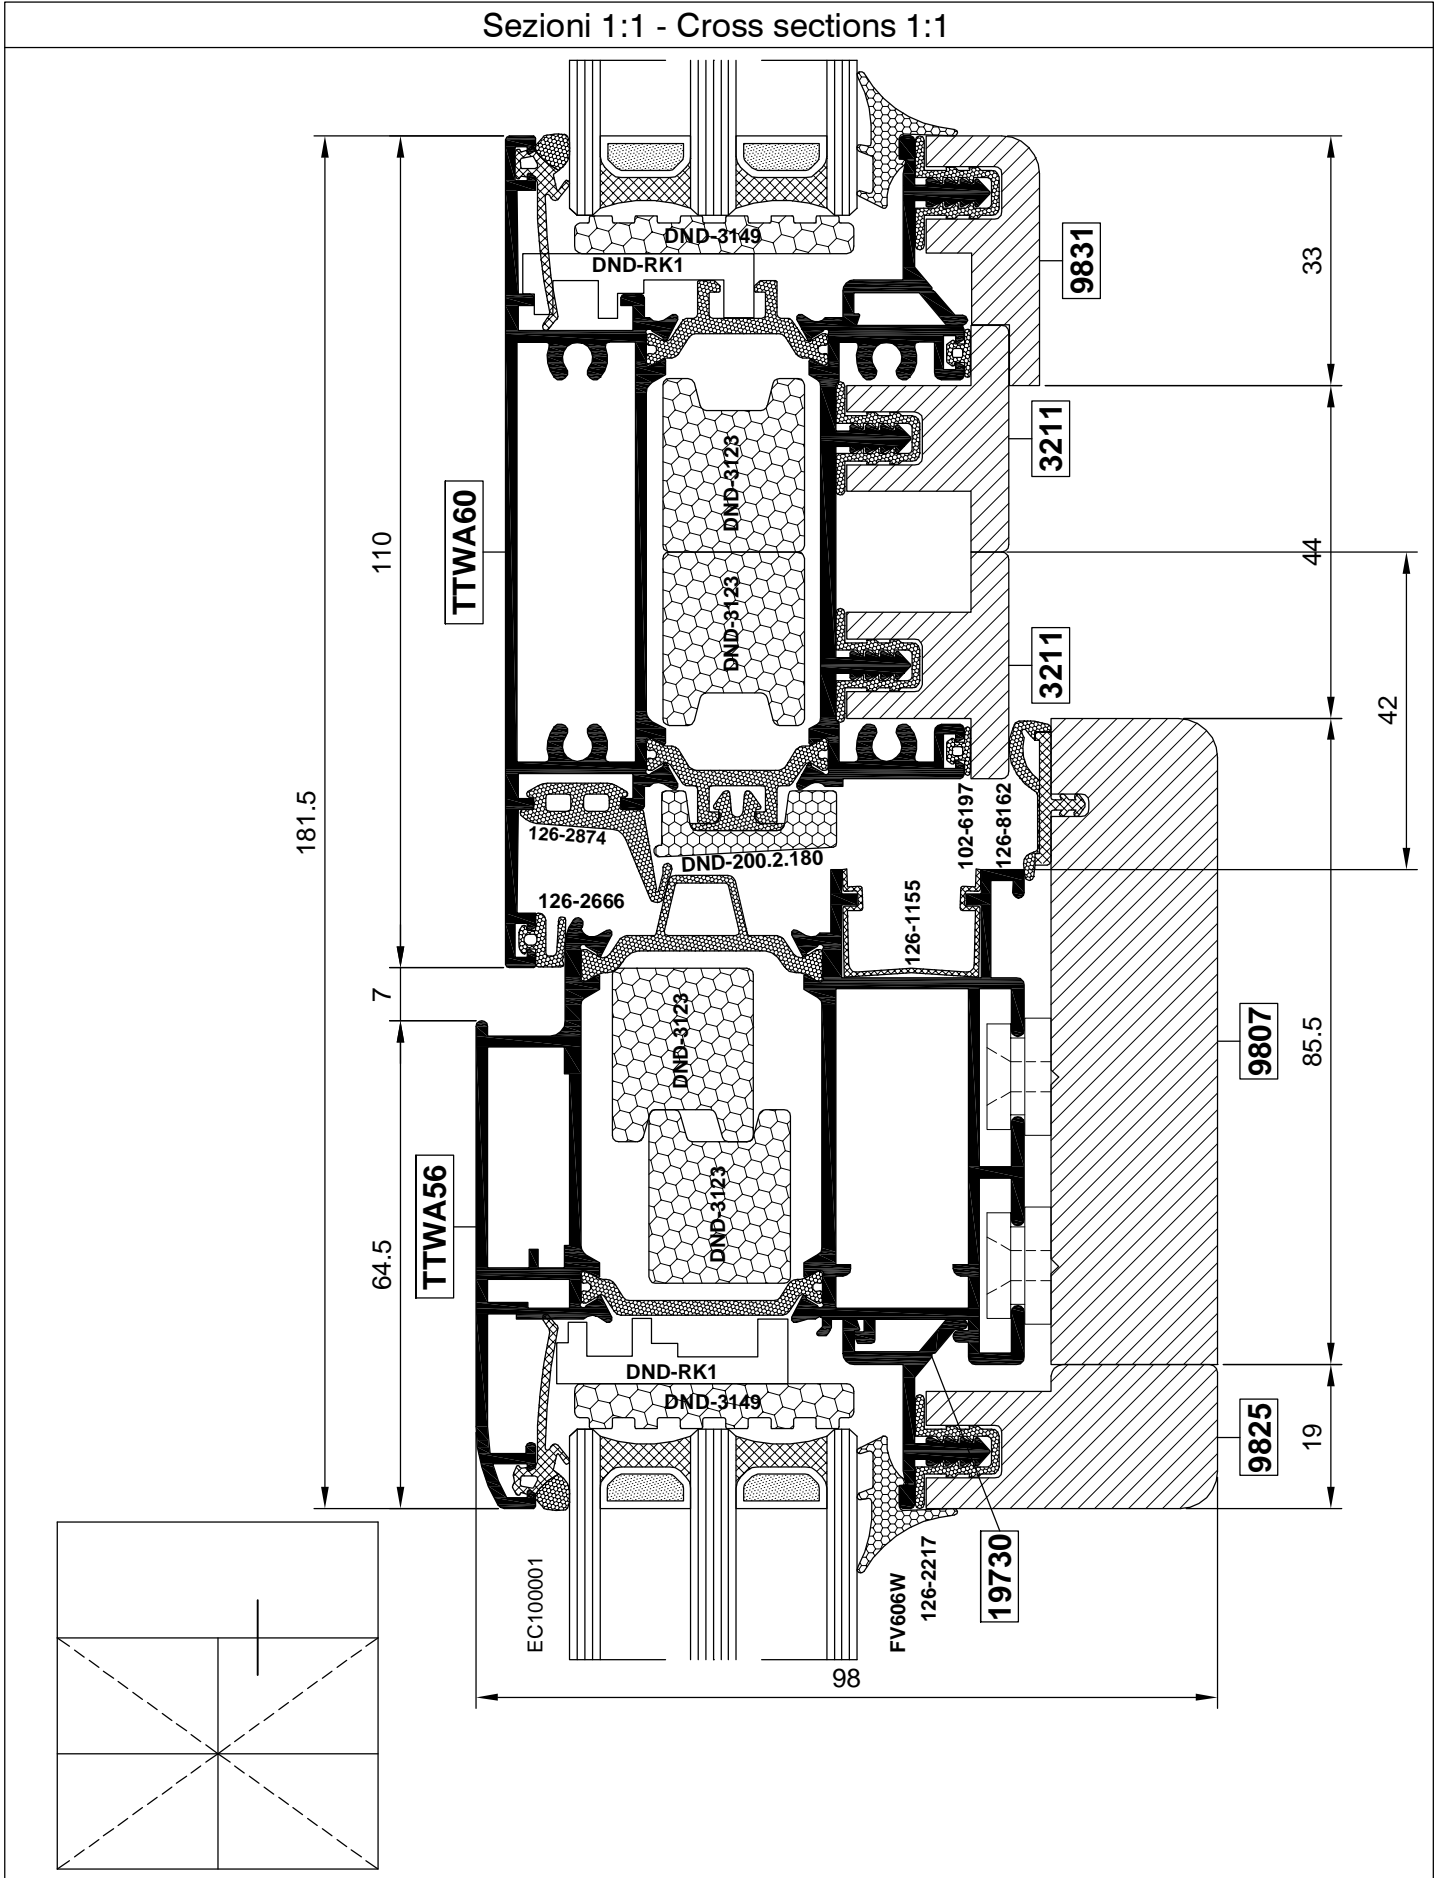 Sezioni 1:1 - Cross sections 1:1
DND-3149
DND-RK1
9831
33
3211
DND-3123
TTWA60
110
44
DND-3123
3211
42
181.5
126-2874
DND-200.2.180
102-6197
126-8162
126-2666
126-1155
7
DND-3123
9807
85.5
DND-3123
TTWA56
64.5
DND-RK1
DND-3149
9825
19
EC100001
FV606W
126-2217
19730
98